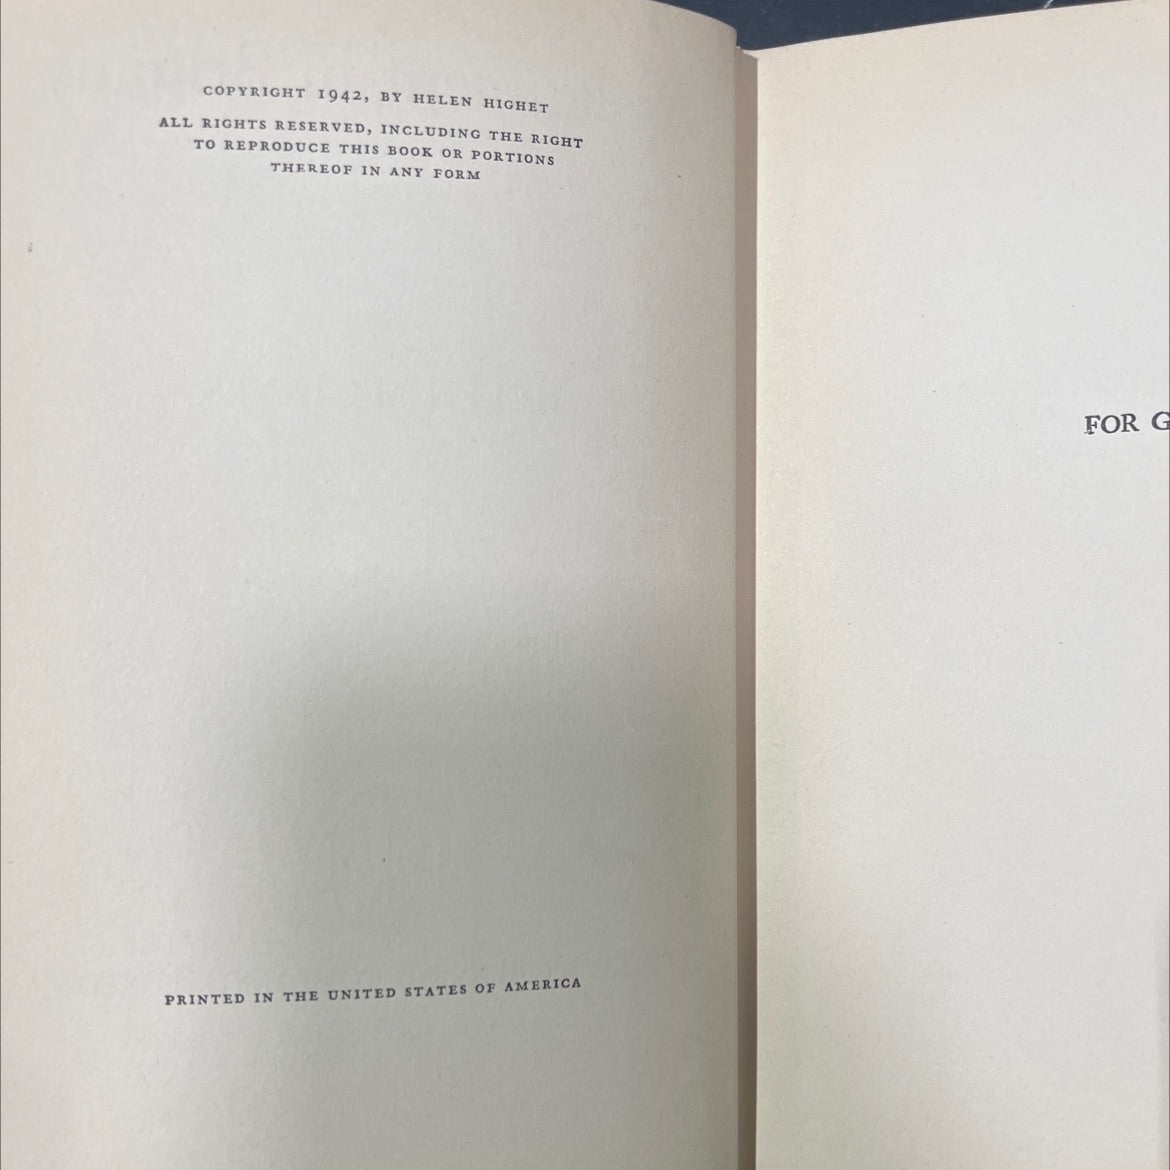 COPYRIGHT 1942, BY HELEN HIGHET
ALL RIGHTS RESERVED, INCLUDING THE RIGHT
TO REPRODUCE THIS BOOK OR PORTIONS
THEREOF IN ANY FORM
PRINTED IN THE UNITED STATES OF AMERICA
FOR G